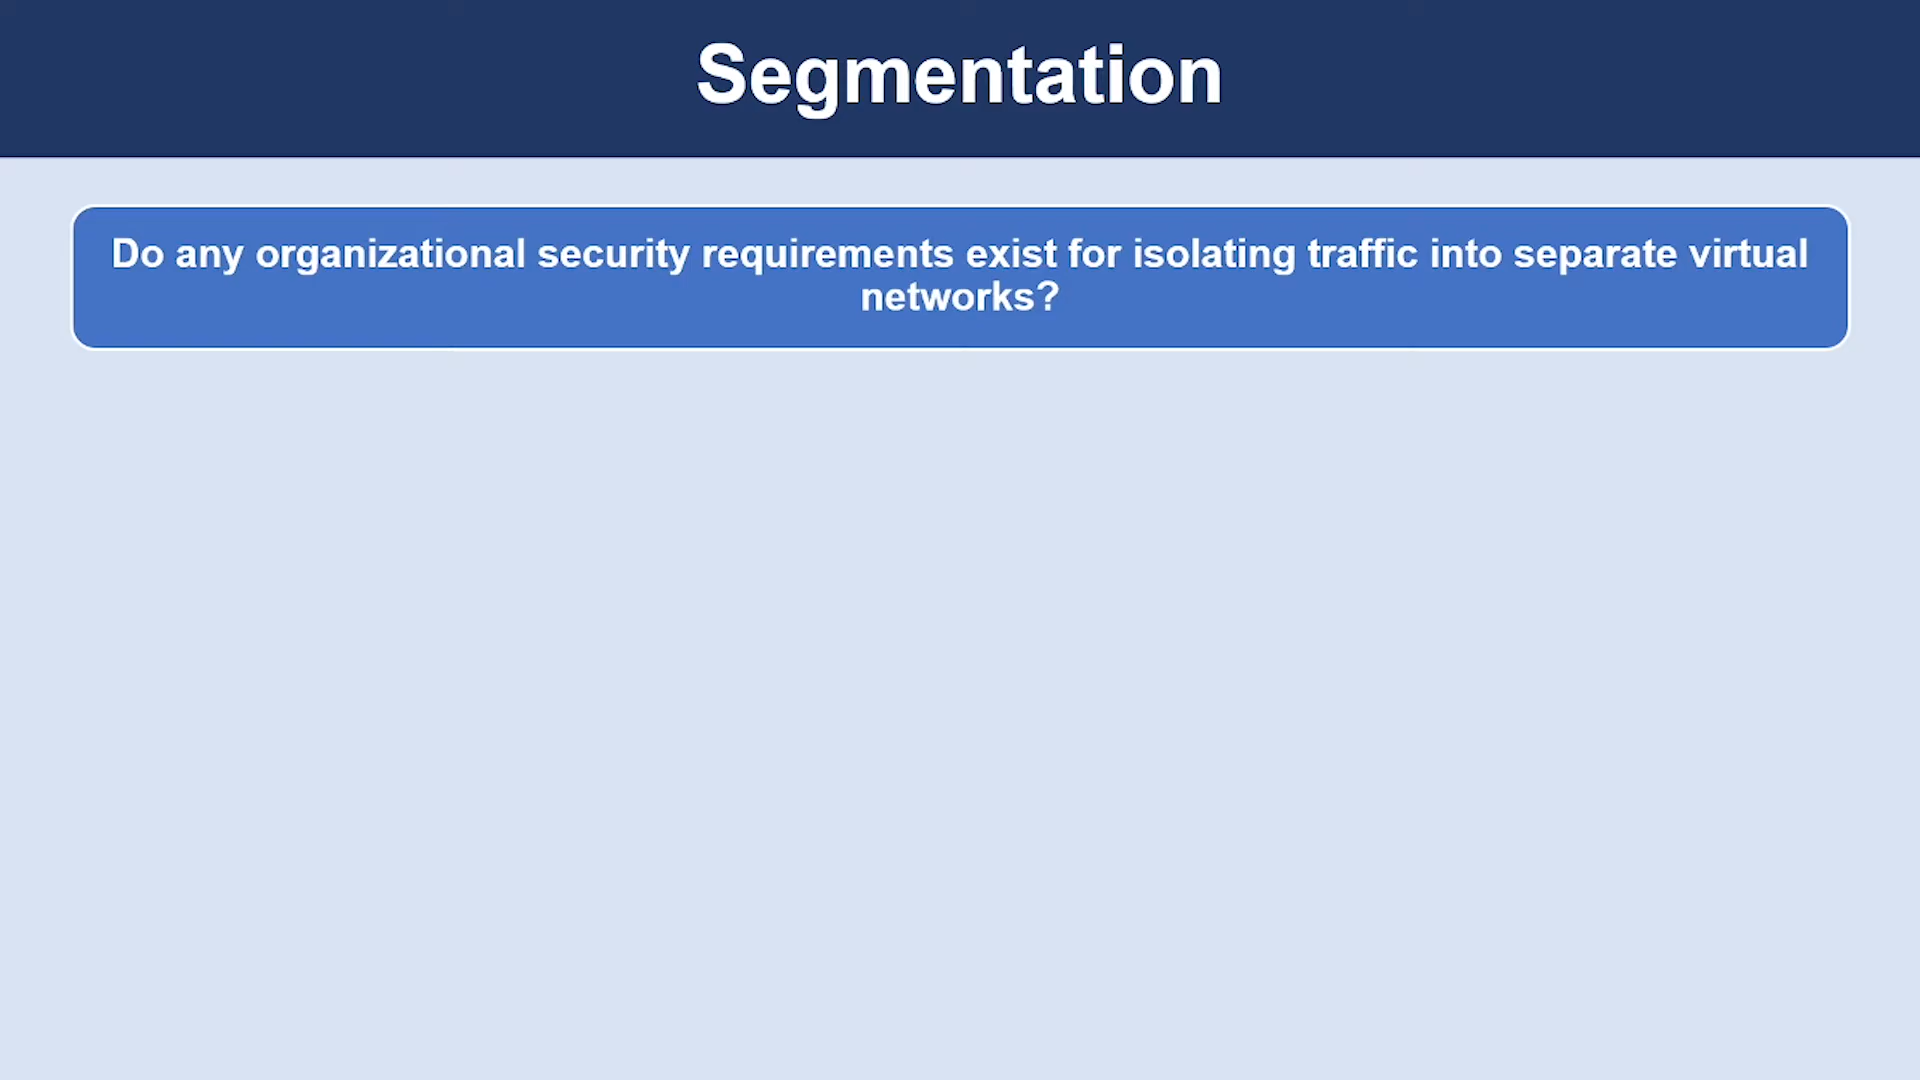 Segmentation
Do any organizational security requirements exist for isolating traffic into separate virtual
networks?